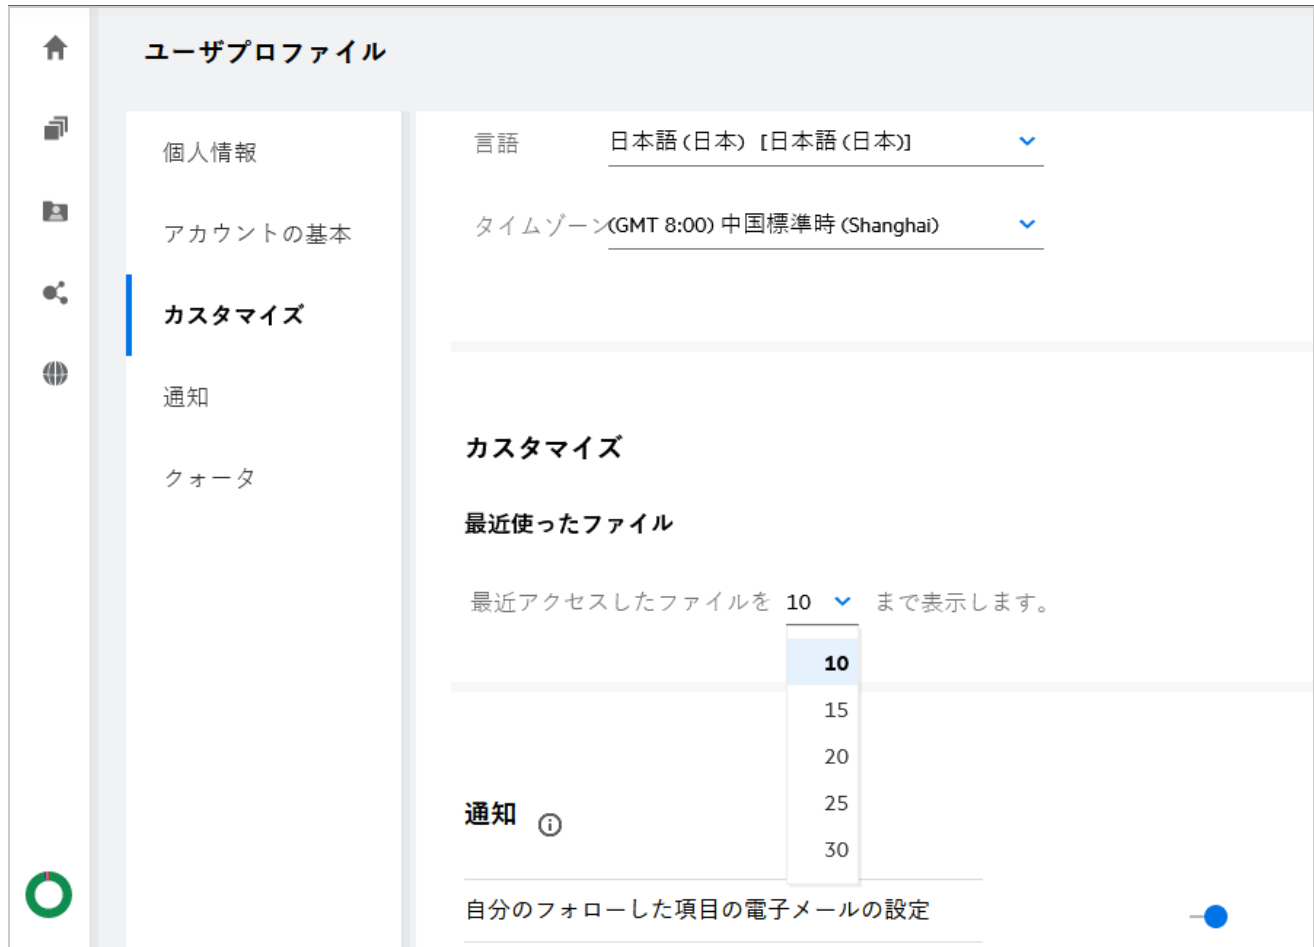 ユーザプロファイル
個人情報
アカウントの基本
カスタマイズ
通知
クォータ
言語 日本語 (日本) [日本語 (日本)]
タイムゾーン (GMT 8:00) 中国標準時 (Shanghai)
カスタマイズ
最近使ったファイル
最近アクセスしたファイルを 10 まで表示します。
10
15
20
25
30
通知
自分のフォローした項目の電子メールの設定